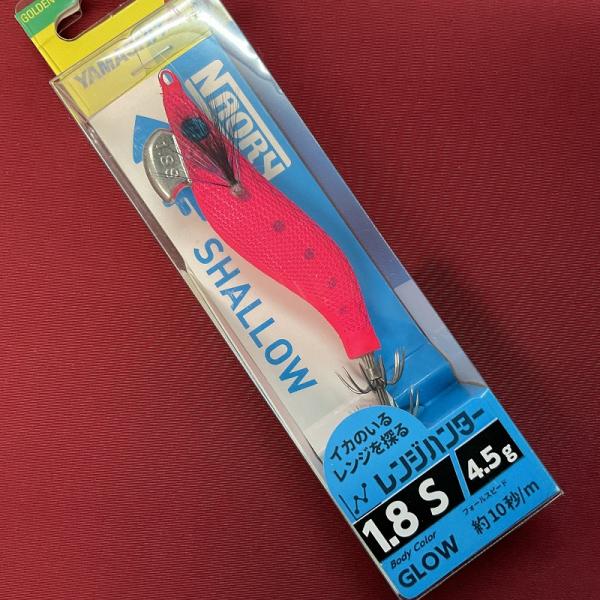 GOLDEN
NAORY
1.8 S
SHALLOW
イカのいる
レンジを探る
レンジハンター
1.8 S
4.5g
フォールスピード
約10秒/m
Body Color
GLOW